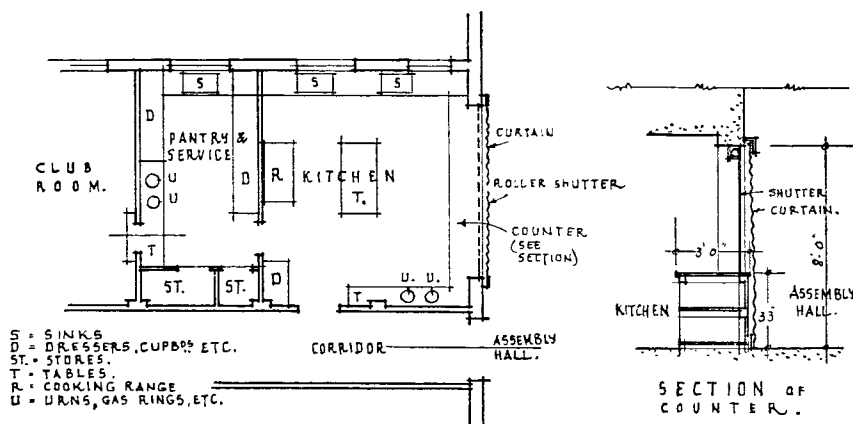 S
S
S
D
PANTRY &
SERVICE
D
CLUB
ROOM.
U
U
R
KITCHEN
T.
T
ST.
ST.
D
U. U.
T
CURTAIN
ROLLER SHUTTER
COUNTER
(SEE
SECTION)
CORRIDOR
ASSEMBLY
HALL.
S = SINKS
D = DRESSERS, CUPBDS ETC.
ST. = STORES.
T = TABLES.
R = COOKING RANGE
U = URNS, GAS RINGS, ETC.
SHUTTER
CURTAIN.
3'0"
8'.0"
33"
KITCHEN
ASSEMBLY
HALL.
SECTION OF
COUNTER.